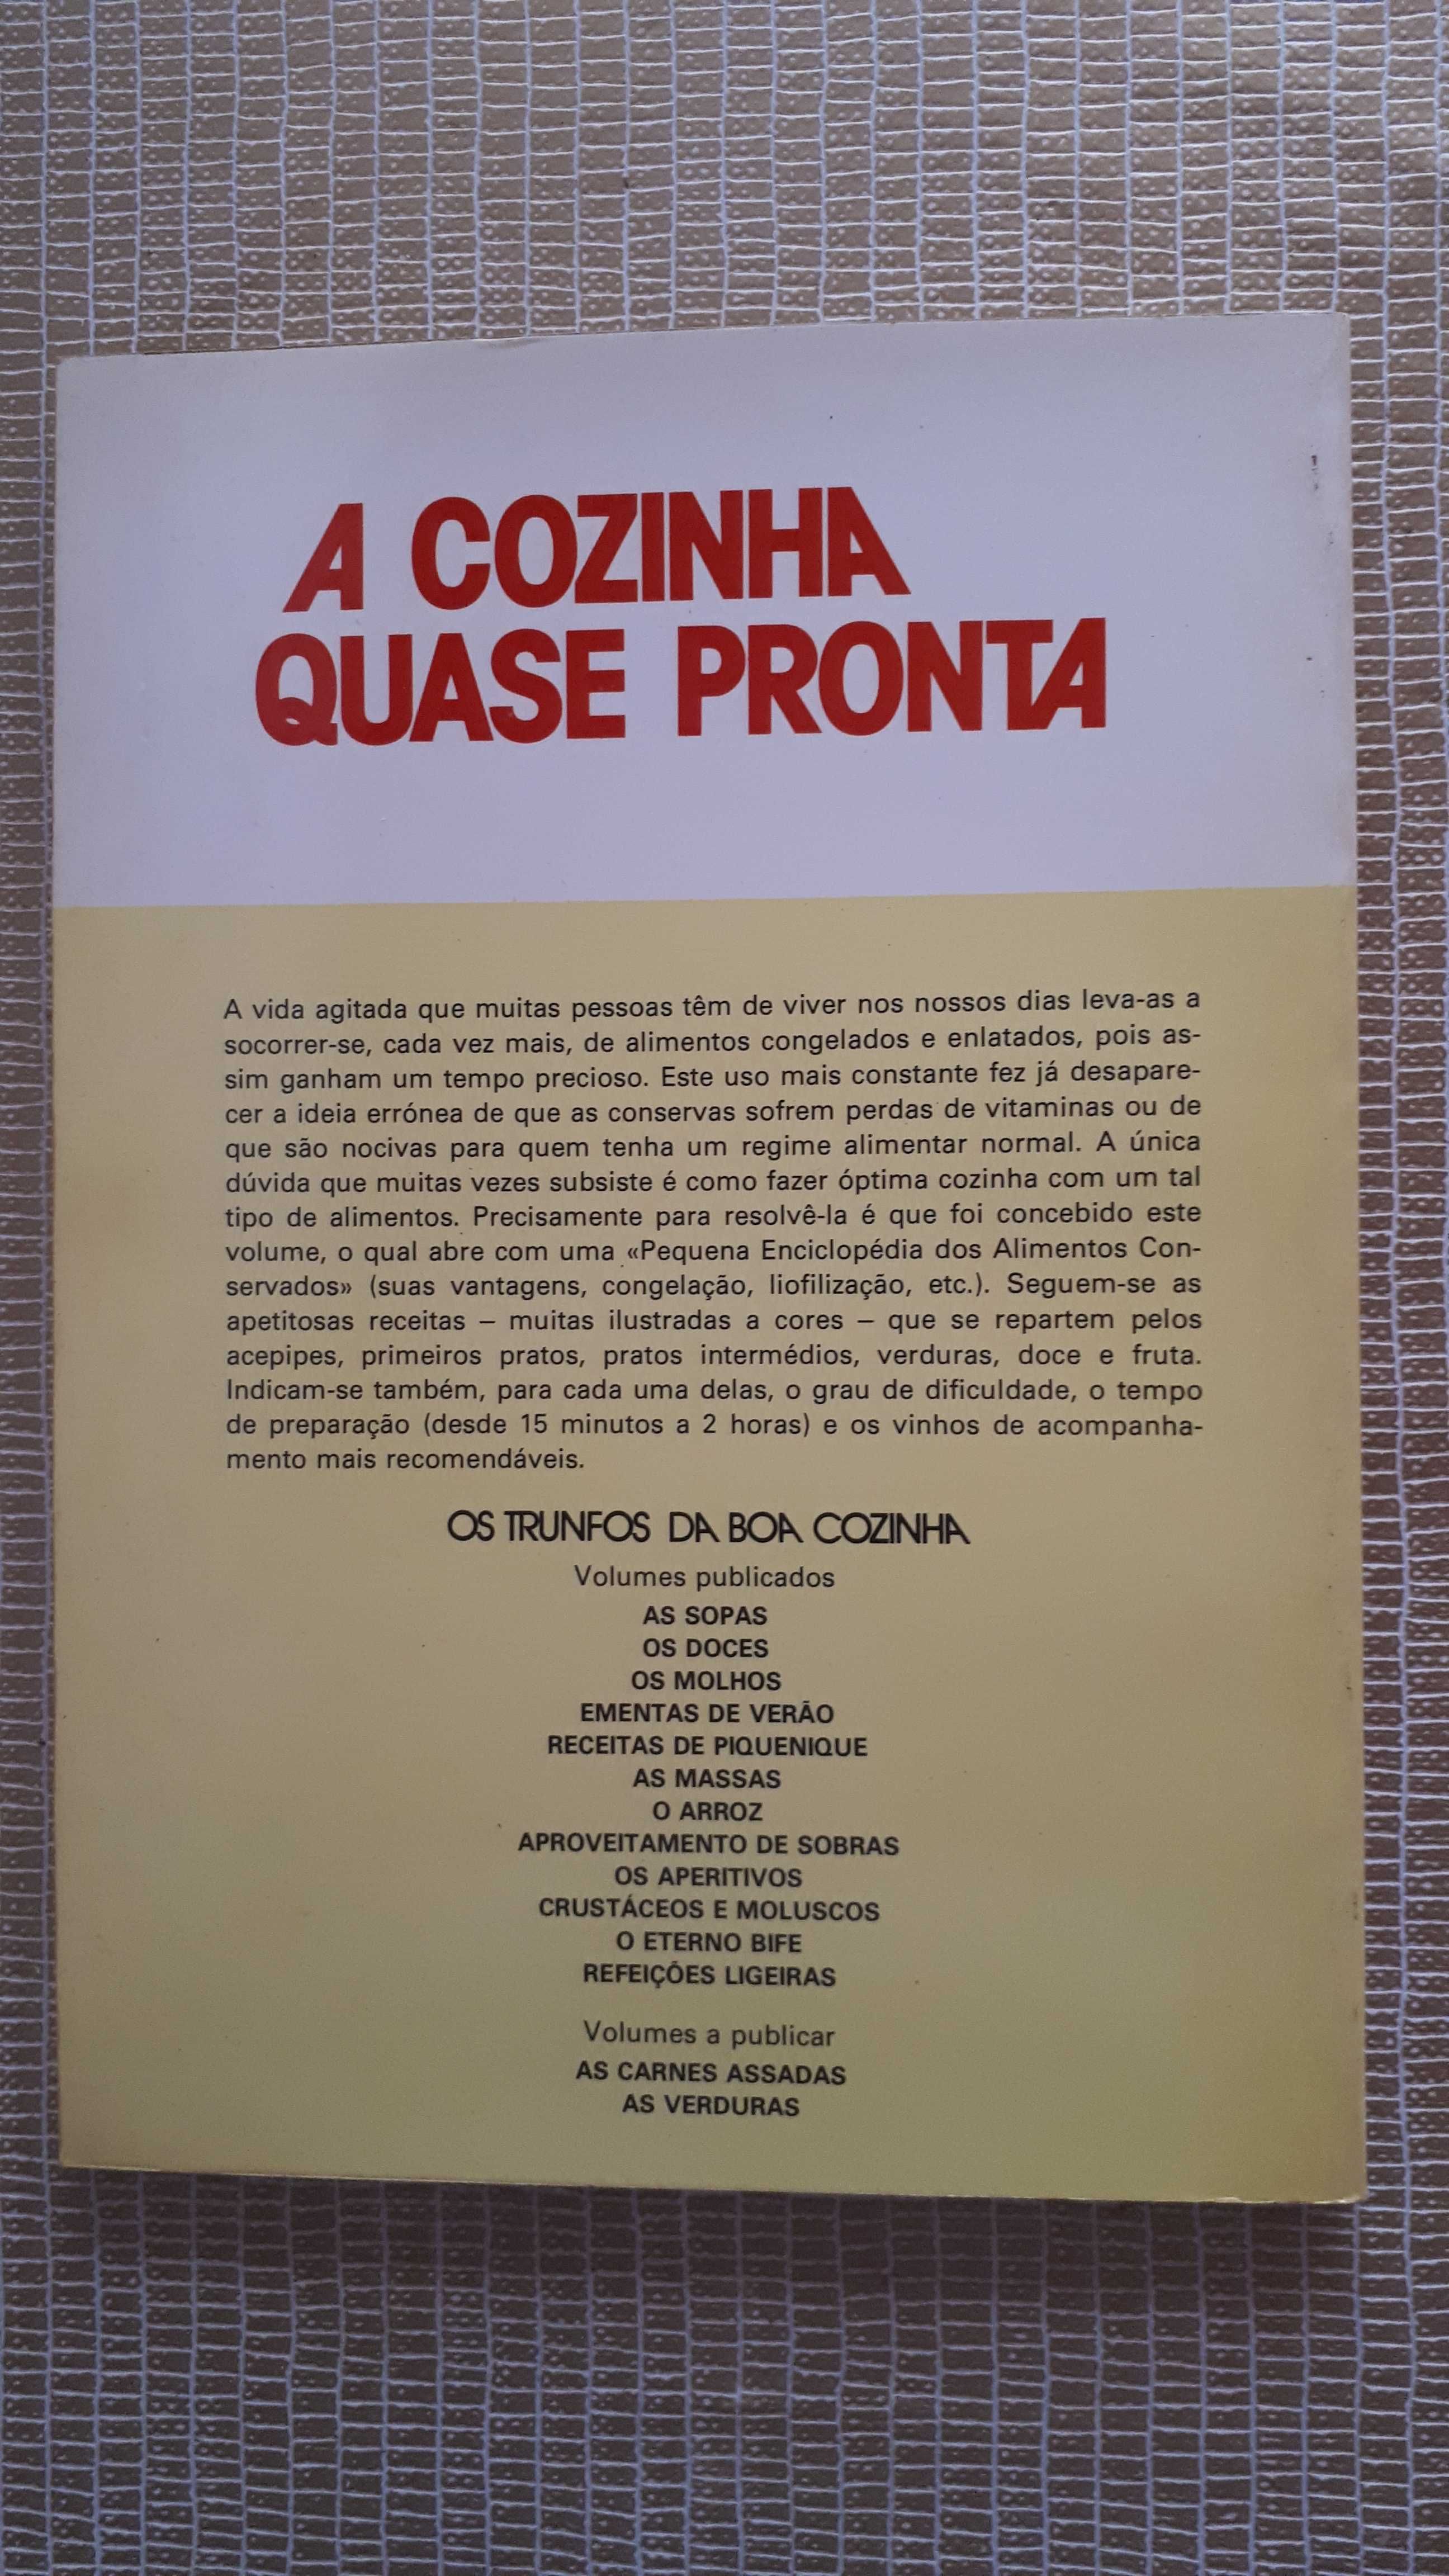 A COZINHA
QUASE PRONTA
A vida agitada que muitas pessoas têm de viver nos nossos dias leva-as a
socorrer-se, cada vez mais, de alimentos congelados e enlatados, pois as-
sim ganham um tempo precioso. Este uso mais constante fez já desapare-
cer a ideia errónea de que as conservas sofrem perdas de vitaminas ou de
que são nocivas para quem tenha um regime alimentar normal. A única
dúvida que muitas vezes subsiste é como fazer óptima cozinha com um tal
tipo de alimentos. Precisamente para resolvê-la é que foi concebido este
volume, o qual abre com uma «Pequena Enciclopédia dos Alimentos Con-
servados» (suas vantagens, congelação, liofilização, etc.). Seguem-se as
apetitosas receitas – muitas ilustradas a cores – que se repartem pelos
acepipes, primeiros pratos, pratos intermédios, verduras, doce e fruta.
Indicam-se também, para cada uma delas, o grau de dificuldade, o tempo
de preparação (desde 15 minutos a 2 horas) e os vinhos de acompanha-
mento mais recomendáveis.
OS TRUNFOS DA BOA COZINHA
Volumes publicados
AS SOPAS
OS DOCES
OS MOLHOS
EMENTAS DE VERÃO
RECEITAS DE PIQUENIQUE
AS MASSAS
O ARROZ
APROVEITAMENTO DE SOBRAS
OS APERITIVOS
CRUSTÁCEOS E MOLUSCOS
O ETERNO BIFE
REFEIÇÕES LIGEIRAS
Volumes a publicar
AS CARNES ASSADAS
AS VERDURAS